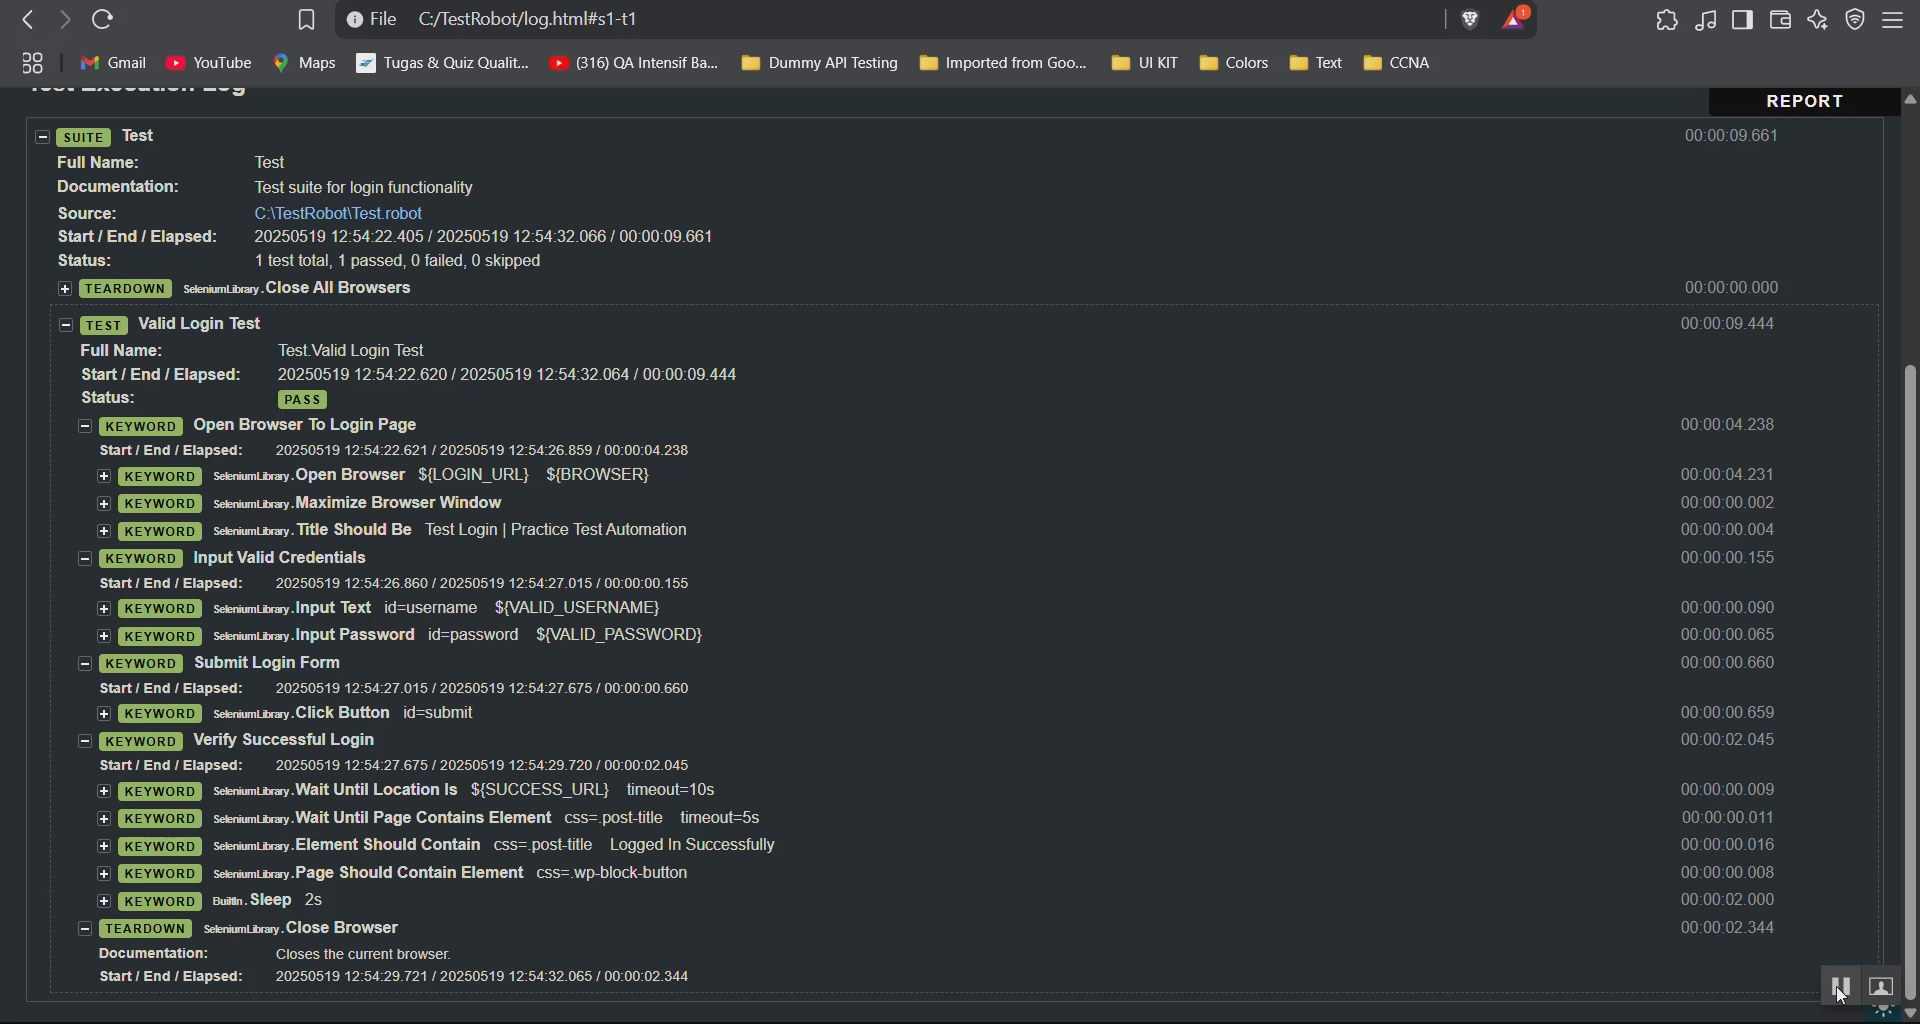 File C:/TestRobot/log.html#s1-t1
1
Gmail YouTube Maps Tugas & Quiz Qualit... (316) QA Intensif Ba... Dummy API Testing Imported from Goo... UI KIT Colors Text CCNA
Test Execution Log
REPORT
SUITE Test 00:00:09.661
Full Name: Test
Documentation: Test suite for login functionality
Source: C:\TestRobot\Test.robot
Start / End / Elapsed: 20250519 12:54:22.405 / 20250519 12:54:32.066 / 00:00:09.661
Status: 1 test total, 1 passed, 0 failed, 0 skipped
TEARDOWN SeleniumLibrary.Close All Browsers 00:00:00.000
TEST Valid Login Test 00:00:09.444
Full Name: Test.Valid Login Test
Start / End / Elapsed: 20250519 12:54:22.620 / 20250519 12:54:32.064 / 00:00:09.444
Status: PASS
KEYWORD Open Browser To Login Page 00:00:04.238
Start / End / Elapsed: 20250519 12:54:22.621 / 20250519 12:54:26.859 / 00:00:04.238
KEYWORD SeleniumLibrary.Open Browser ${LOGIN_URL} ${BROWSER} 00:00:04.231
KEYWORD SeleniumLibrary.Maximize Browser Window 00:00:00.002
KEYWORD SeleniumLibrary.Title Should Be Test Login | Practice Test Automation 00:00:00.004
KEYWORD Input Valid Credentials 00:00:00.155
Start / End / Elapsed: 20250519 12:54:26.860 / 20250519 12:54:27.015 / 00:00:00.155
KEYWORD SeleniumLibrary.Input Text id=username ${VALID_USERNAME} 00:00:00.090
KEYWORD SeleniumLibrary.Input Password id=password ${VALID_PASSWORD} 00:00:00.065
KEYWORD Submit Login Form 00:00:00.660
Start / End / Elapsed: 20250519 12:54:27.015 / 20250519 12:54:27.675 / 00:00:00.660
KEYWORD SeleniumLibrary.Click Button id=submit 00:00:00.659
KEYWORD Verify Successful Login 00:00:02.045
Start / End / Elapsed: 20250519 12:54:27.675 / 20250519 12:54:29.720 / 00:00:02.045
KEYWORD SeleniumLibrary.Wait Until Location Is ${SUCCESS_URL} timeout=10s 00:00:00.009
KEYWORD SeleniumLibrary.Wait Until Page Contains Element css=.post-title timeout=5s 00:00:00.011
KEYWORD SeleniumLibrary.Element Should Contain css=.post-title Logged In Successfully 00:00:00.016
KEYWORD SeleniumLibrary.Page Should Contain Element css=.wp-block-button 00:00:00.008
KEYWORD BuiltIn.Sleep 2s 00:00:02.000
TEARDOWN SeleniumLibrary.Close Browser 00:00:02.344
Documentation: Closes the current browser.
Start / End / Elapsed: 20250519 12:54:29.721 / 20250519 12:54:32.065 / 00:00:02.344